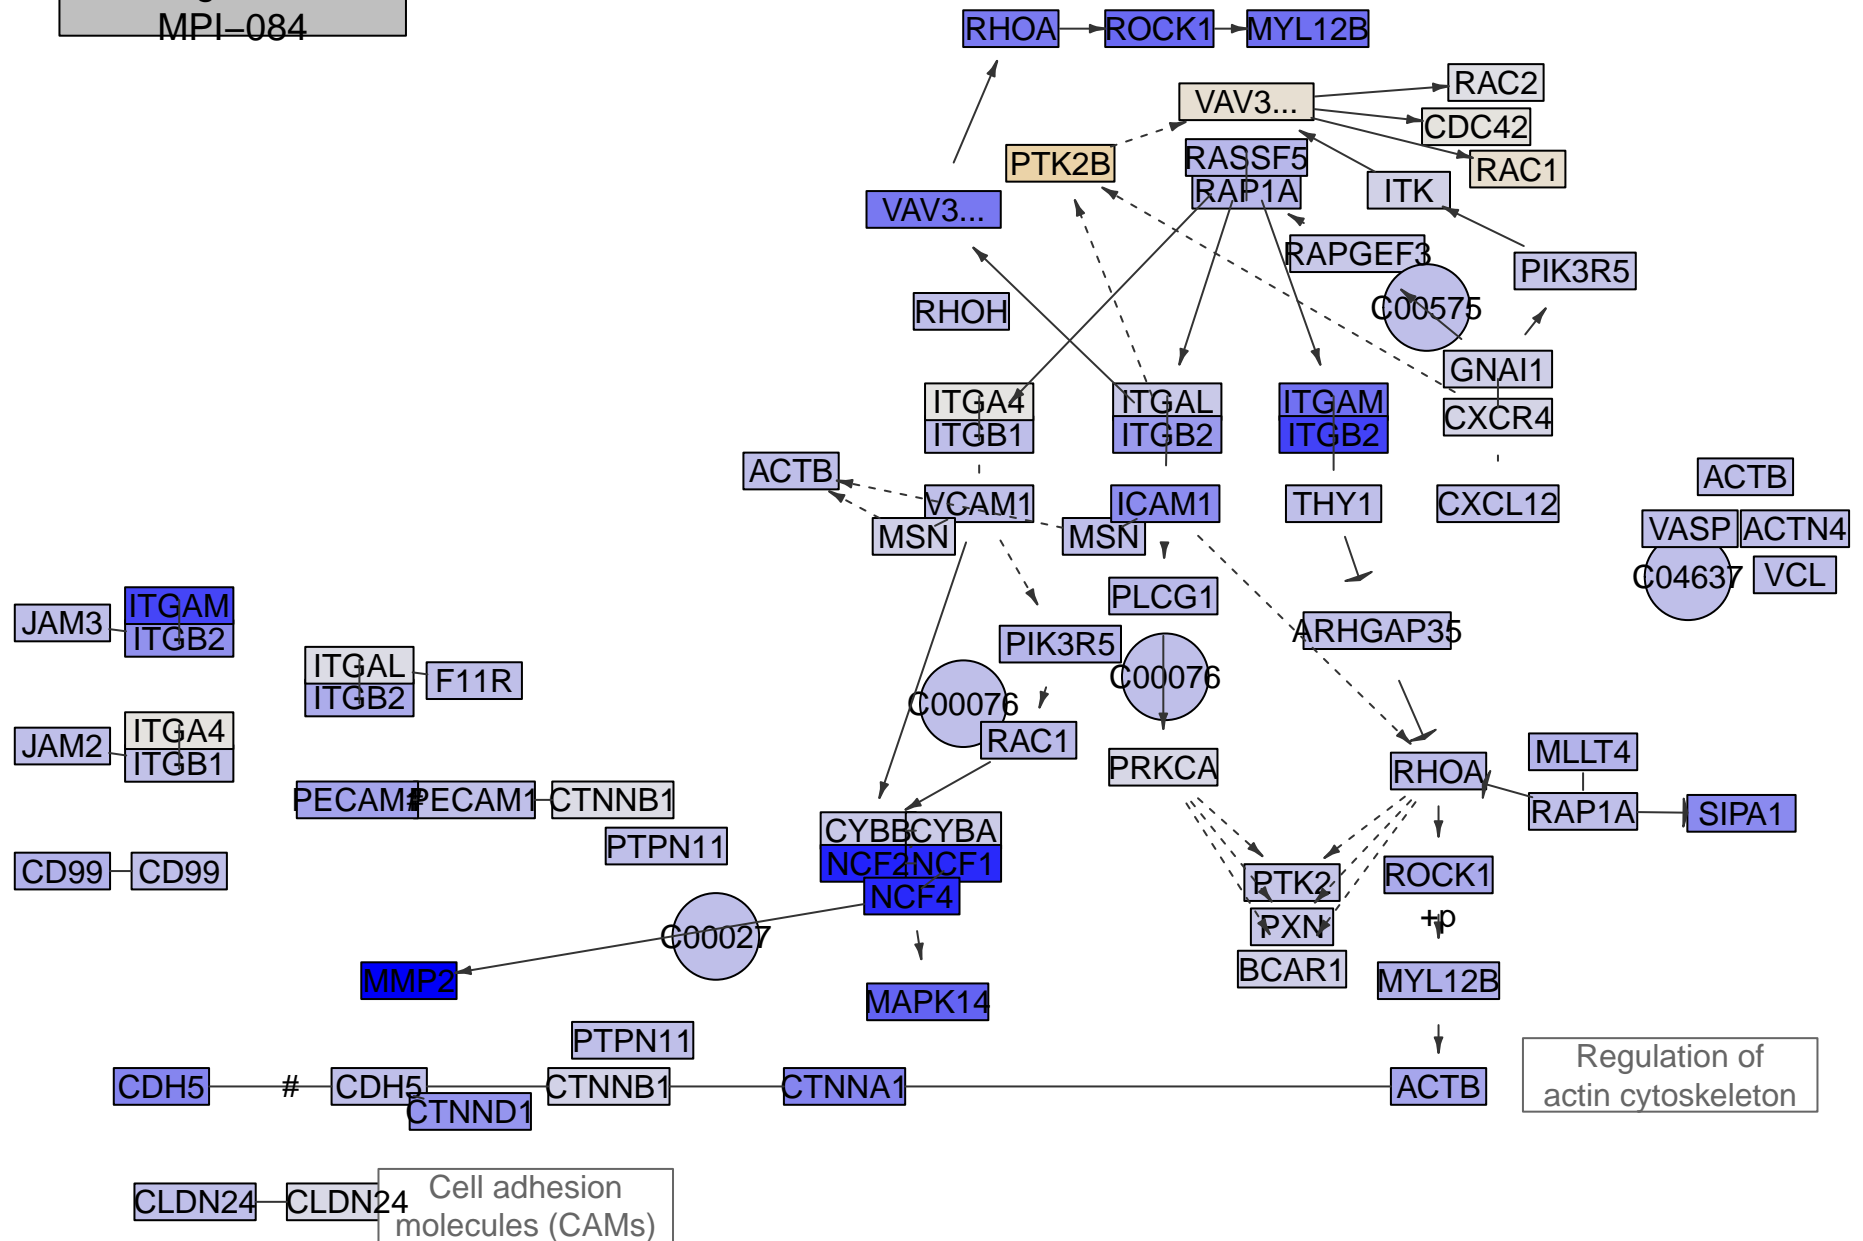 MPI−084
RHOA
ROCK1
MYL12B
RAC2
VAV3...
CDC42
RASSF5
PTK2B
RAC1
RAP1A
ITK
VAV3...
RAPGEF3
PIK3R5
RHOH
C00575
GNAI1
ITGA4
ITGAL
ITGAM
CXCR4
ITGB1
ITGB2
ITGB2
ACTB
ACTB
VCAM1
ICAM1
THY1
CXCL12
MSN
MSN
VASP
ACTN4
C04637
VCL
PLCG1
ITGAM
JAM3
ITGB2
ARHGAP35
PIK3R5
ITGAL
F11R
C00076
ITGB2
C00076
ITGA4
JAM2
RAC1
ITGB1
PRKCA
MLLT4
RHOA
PECAM1
#
PECAM1
CTNNB1
RAP1A
SIPA1
CYBB
CYBA
PTPN11
NCF2
NCF1
CD99
CD99
NCF4
PTK2
ROCK1
+p
PXN
C00027
BCAR1
MMP2
MYL12B
MAPK14
PTPN11
Regulation of
actin cytoskeleton
CDH5
#
CDH5
CTNNB1
CTNNA1
ACTB
CTNND1
CLDN24
CLDN24
Cell adhesion
molecules (CAMs)